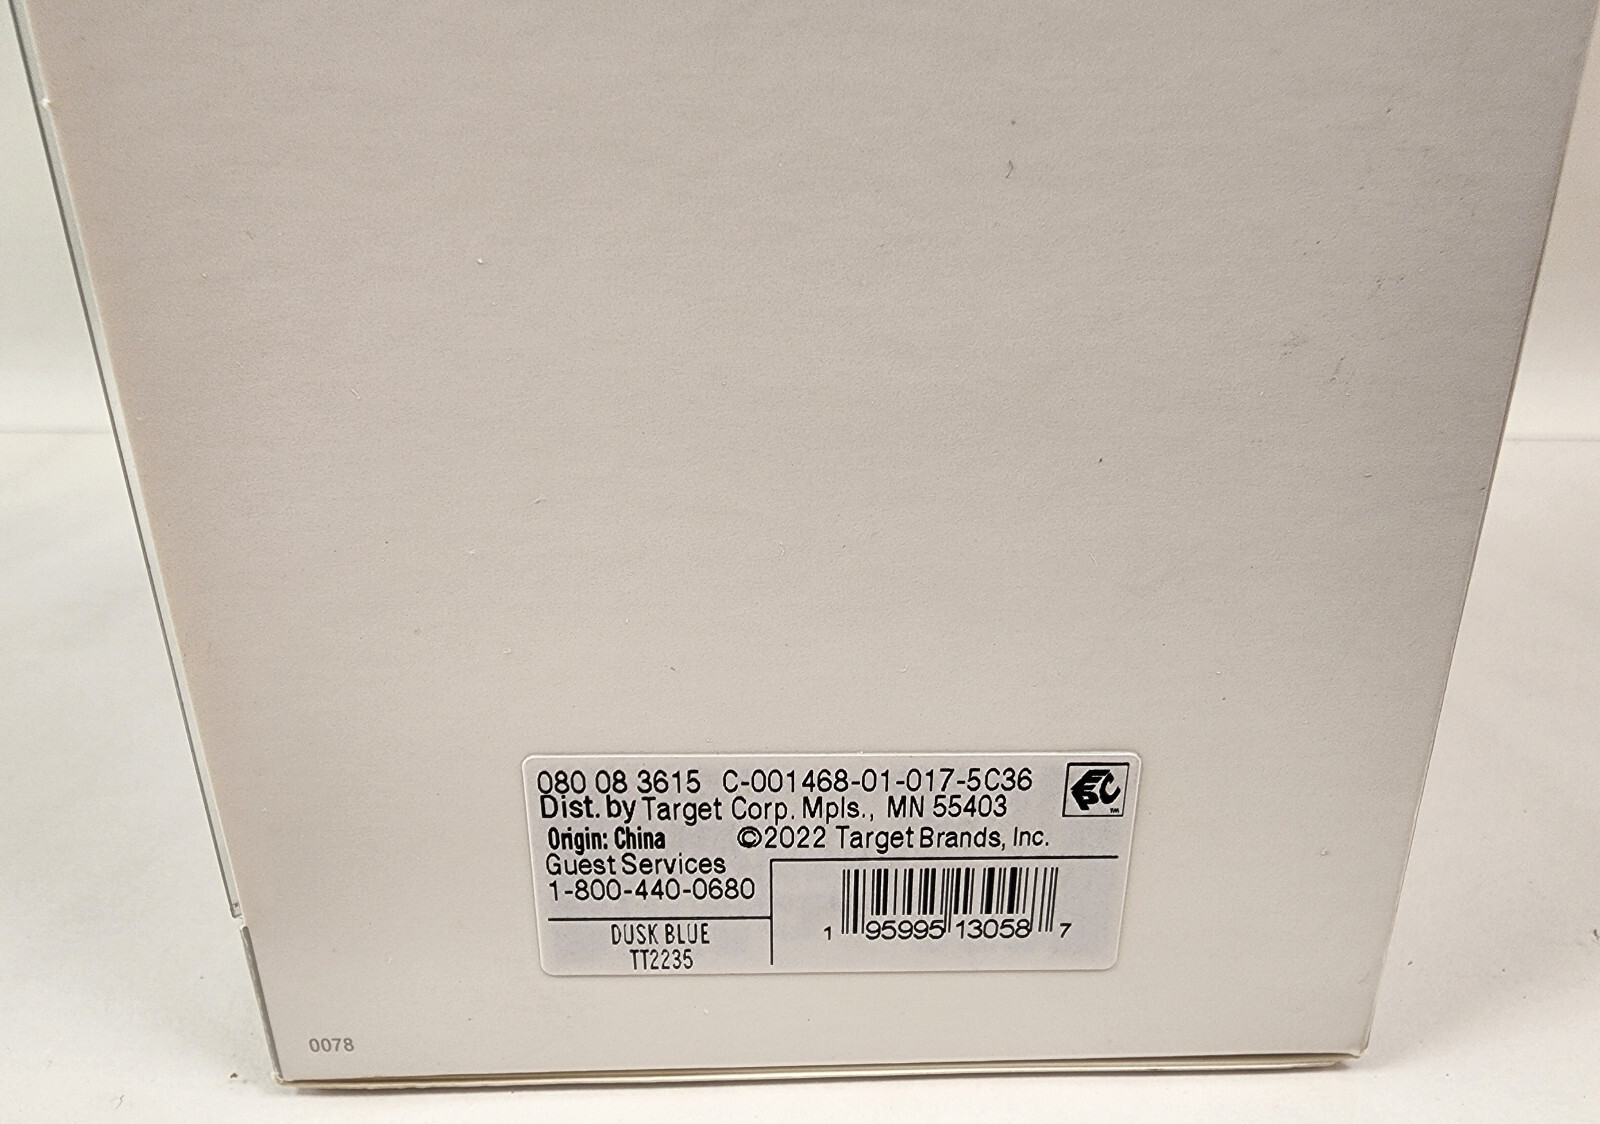 080 08 3615 C-001468-01-017-5C36
EPC™
Dist. by Target Corp. Mpls., MN 55403
Origin: China ©2022 Target Brands, Inc.
Guest Services
1-800-440-0680
DUSK BLUE
TT2235
1 95995 13058 7
0078